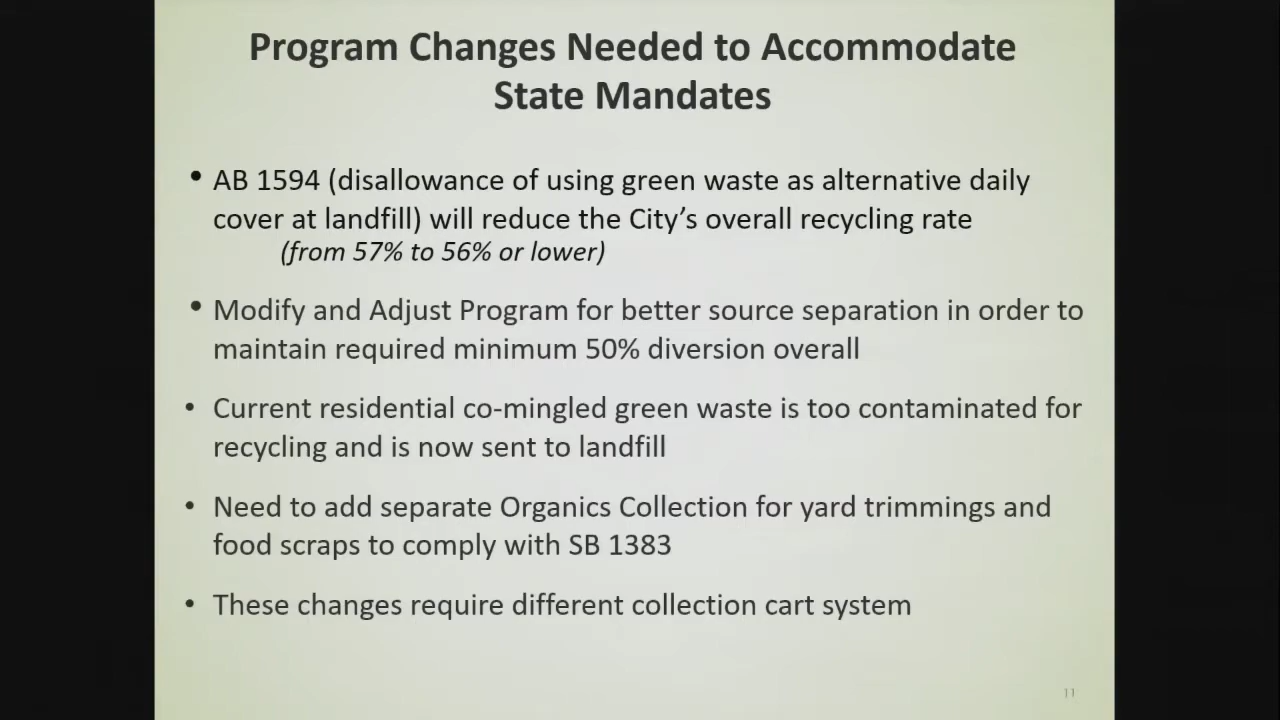 Program Changes Needed to Accommodate
State Mandates
• AB 1594 (disallowance of using green waste as alternative daily
cover at landfill) will reduce the City's overall recycling rate
(from 57% to 56% or lower)
• Modify and Adjust Program for better source separation in order to
maintain required minimum 50% diversion overall
• Current residential co-mingled green waste is too contaminated for
recycling and is now sent to landfill
• Need to add separate Organics Collection for yard trimmings and
food scraps to comply with SB 1383
• These changes require different collection cart system
11